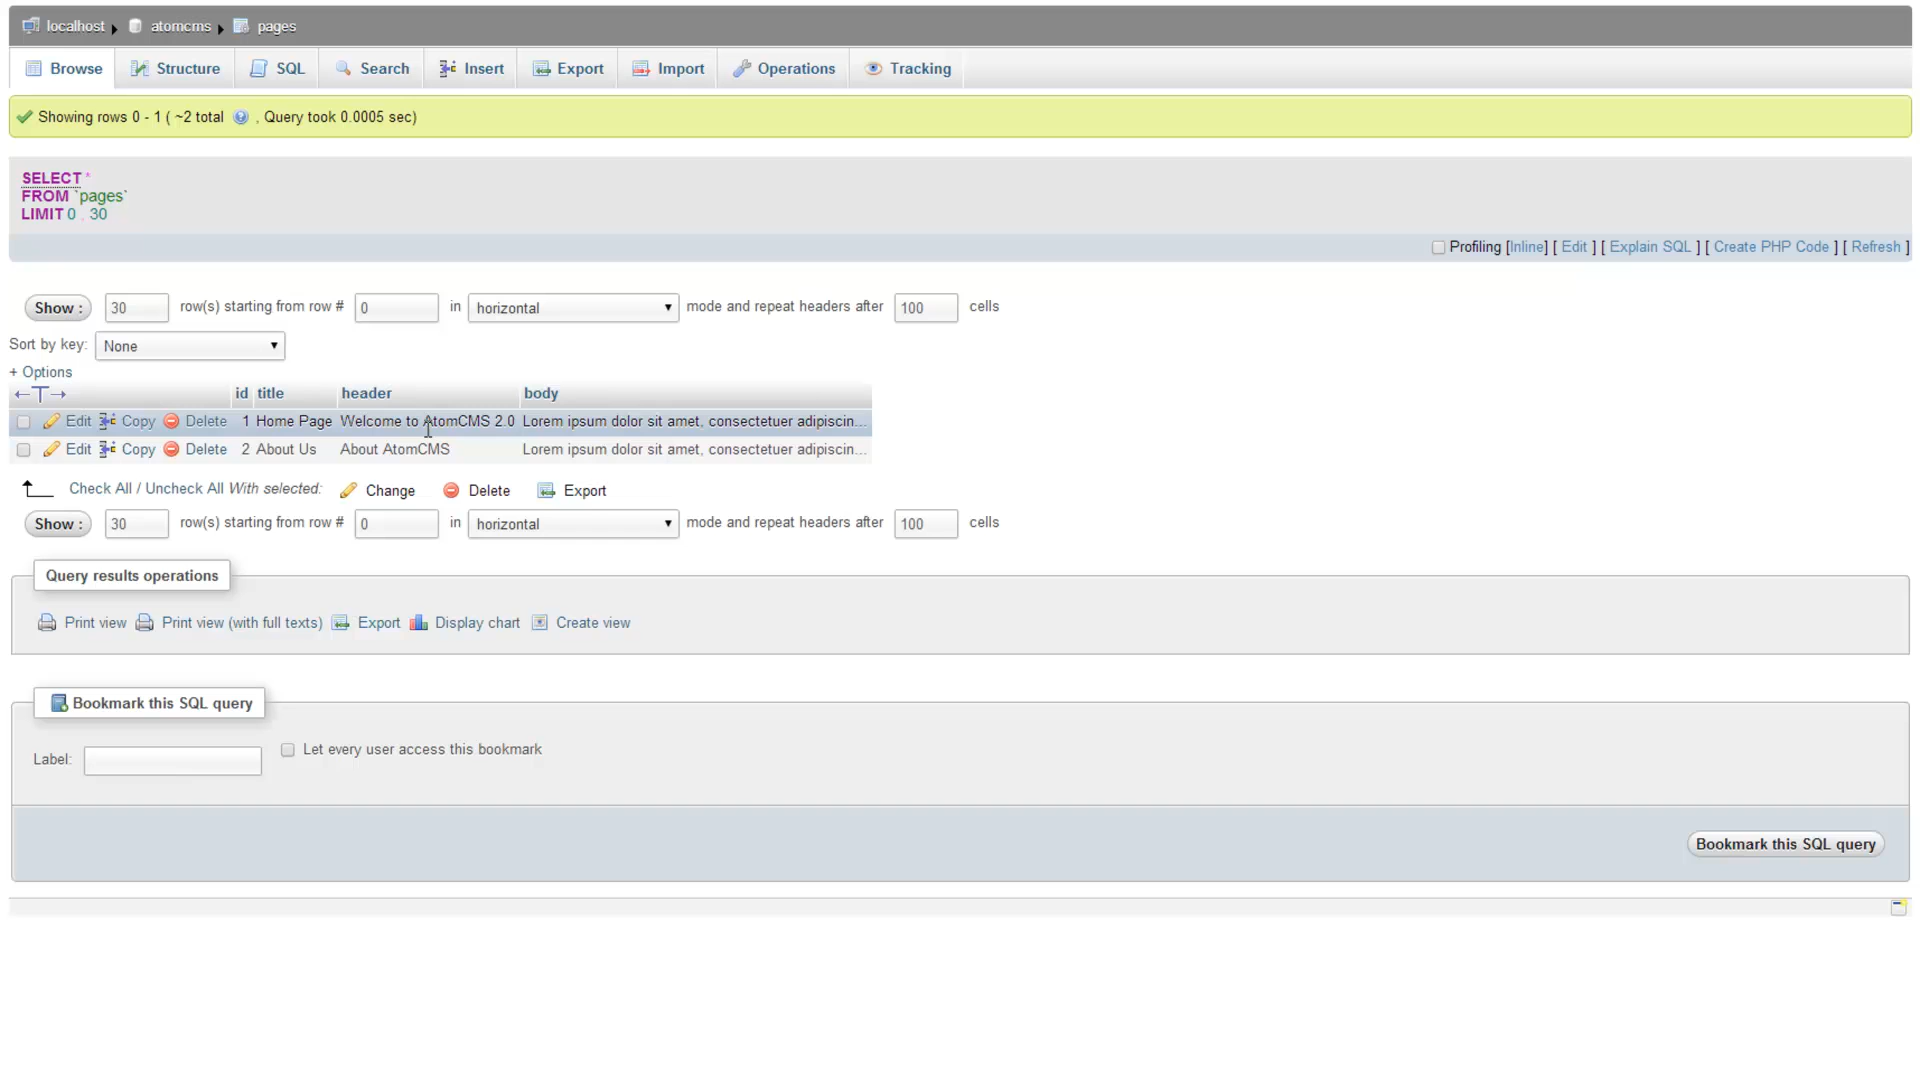 localhost ▸ atomcms ▸ pages
Browse Structure SQL Search Insert Export Import Operations Tracking
Showing rows 0 - 1 ( ~2 total , Query took 0.0005 sec)
SELECT *
FROM `pages`
LIMIT 0 , 30
Profiling [Inline] [ Edit ] [ Explain SQL ] [ Create PHP Code ] [ Refresh ]
Show : 30 row(s) starting from row # 0 in horizontal mode and repeat headers after 100 cells
Sort by key: None
+ Options
←T→ id title header body
Edit Copy Delete 1 Home Page Welcome to AtomCMS 2.0 Lorem ipsum dolor sit amet, consectetuer adipiscin...
Edit Copy Delete 2 About Us About AtomCMS Lorem ipsum dolor sit amet, consectetuer adipiscin...
Check All / Uncheck All With selected: Change Delete Export
Show : 30 row(s) starting from row # 0 in horizontal mode and repeat headers after 100 cells
Query results operations
Print view Print view (with full texts) Export Display chart Create view
Bookmark this SQL query
Label: Let every user access this bookmark
Bookmark this SQL query